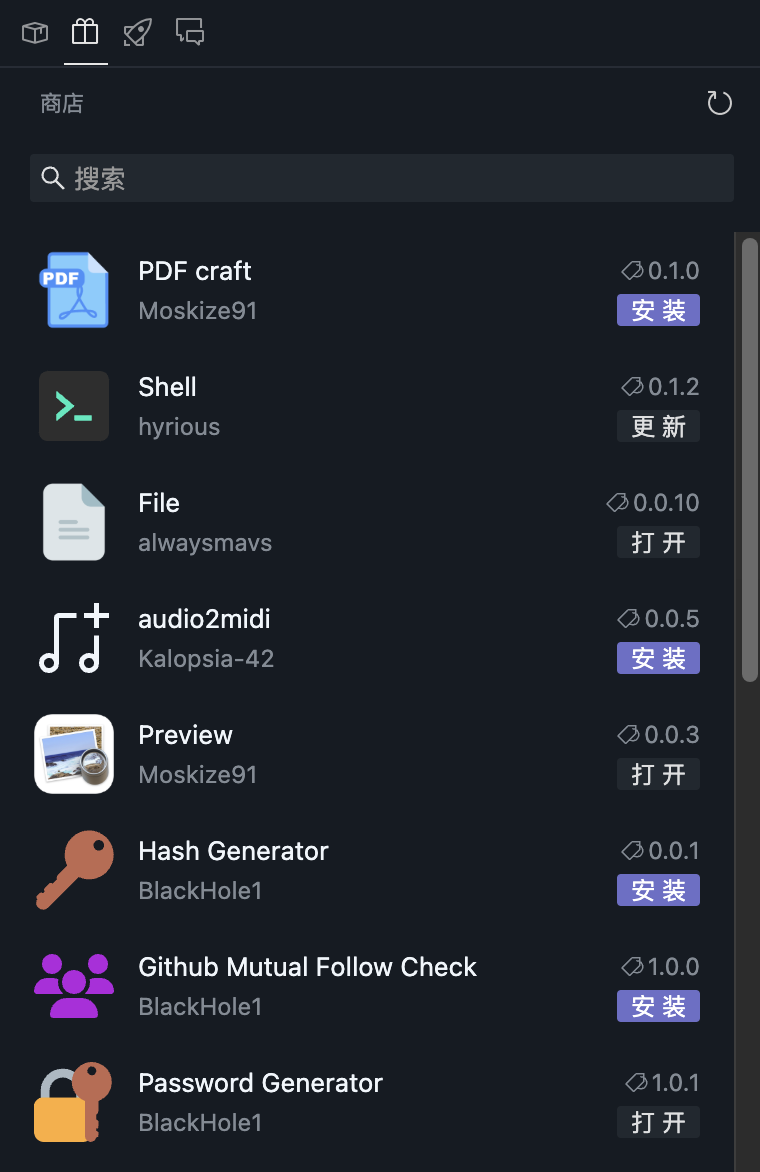 商店
搜索
PDF
PDF craft
0.1.0
Moskize91
安装
Shell
0.1.2
hyrious
更新
File
0.0.10
alwaysmavs
打开
audio2midi
0.0.5
Kalopsia-42
安装
Preview
0.0.3
Moskize91
打开
Hash Generator
0.0.1
BlackHole1
安装
Github Mutual Follow Check
1.0.0
BlackHole1
安装
Password Generator
1.0.1
BlackHole1
打开